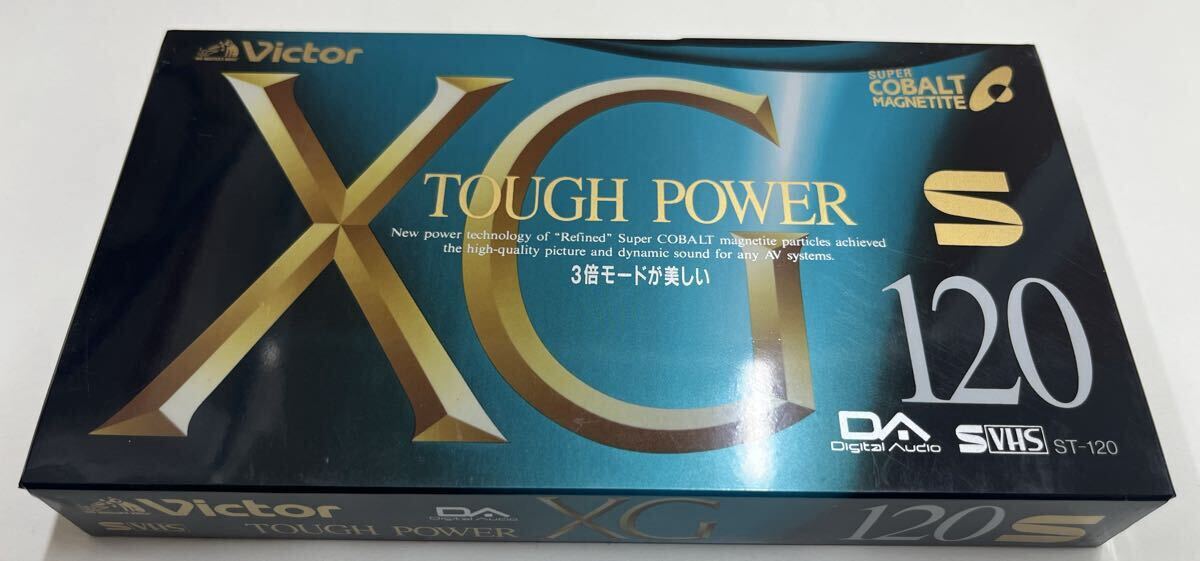 Victor
SUPER
COBALT
MAGNETITE
XG
TOUGH POWER
New power technology of "Refined" Super COBALT magnetite particles achieved
the high-quality picture and dynamic sound for any AV systems.
3倍モードが美しい
S
120
DA
Digital Audio
S VHS ST-120
Victor
S VHS
TOUGH POWER
DA
Digital Audio
XG
120
S